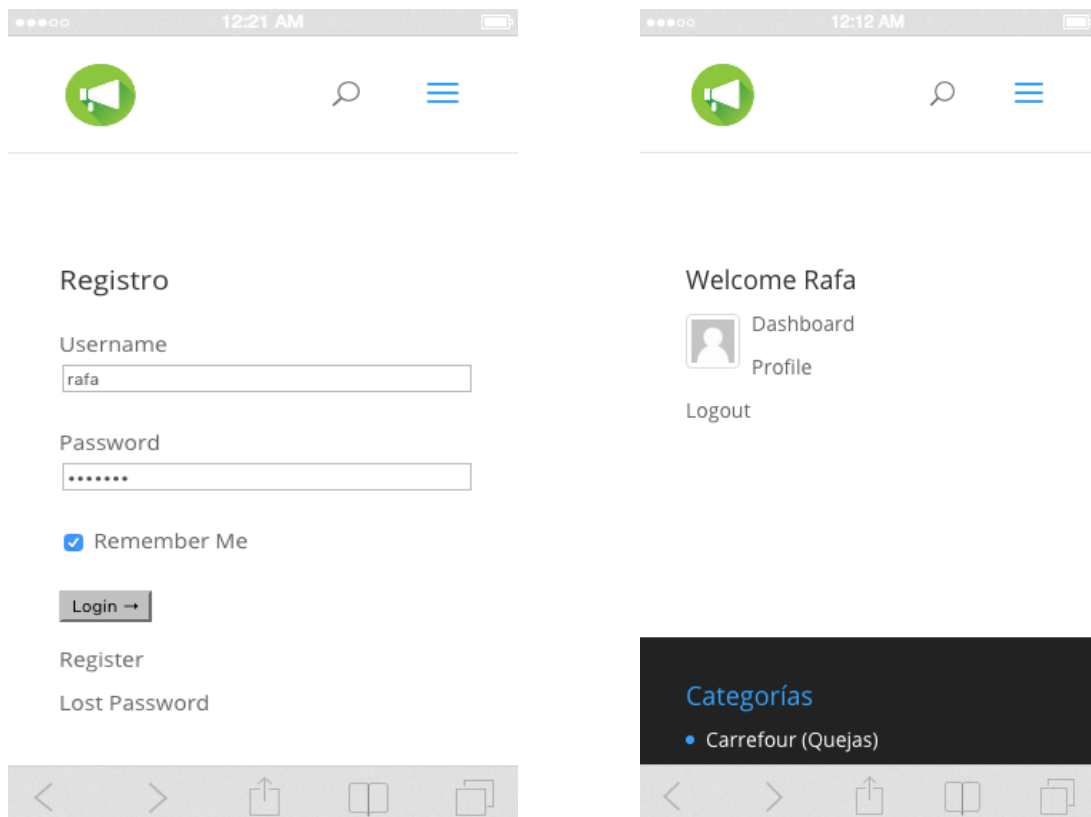 12:21 AM
Registro
Username
rafa
Password
•••••••
Remember Me
Login →
Register
Lost Password
12:12 AM
Welcome Rafa
Dashboard
Profile
Logout
Categorías
Carrefour (Quejas)